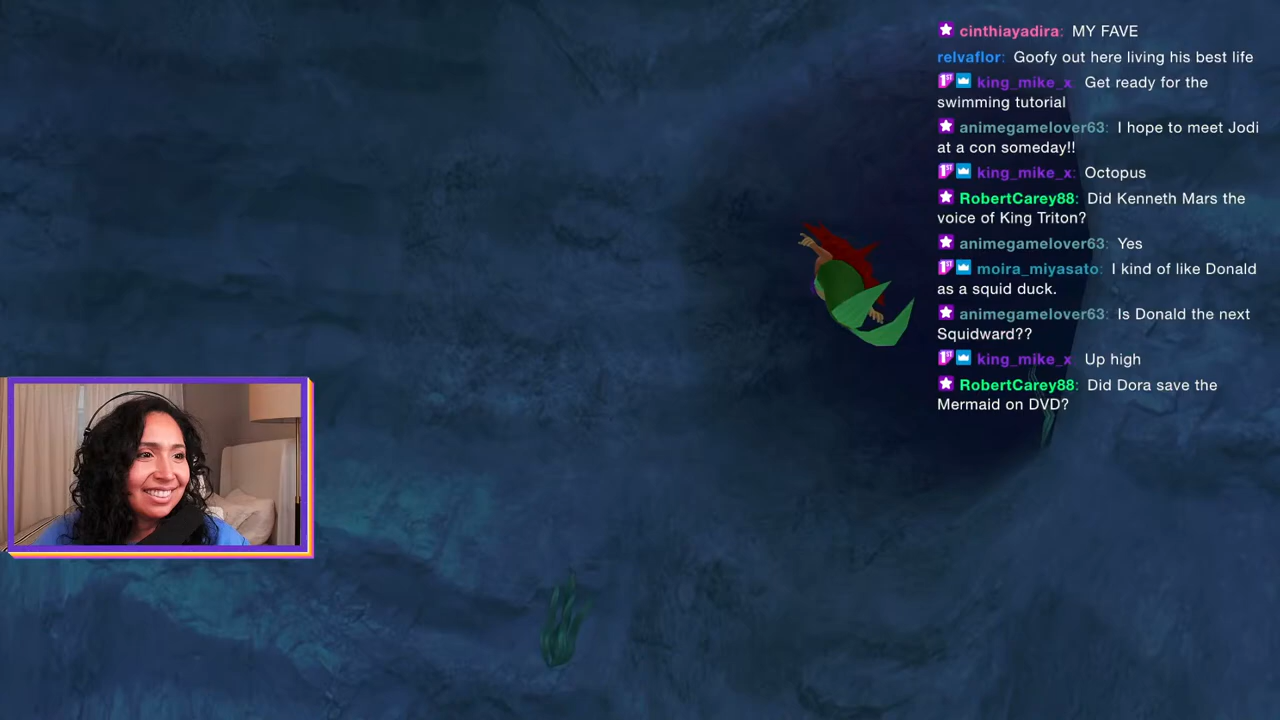 cinthiayadira: MY FAVE
relvaflor: Goofy out here living his best life
king_mike_x: Get ready for the
swimming tutorial
animegamelover63: I hope to meet Jodi
at a con someday!!
king_mike_x: Octopus
RobertCarey88: Did Kenneth Mars the
voice of King Triton?
animegamelover63: Yes
moira_miyasato: I kind of like Donald
as a squid duck.
animegamelover63: Is Donald the next
Squidward??
king_mike_x: Up high
RobertCarey88: Did Dora save the
Mermaid on DVD?